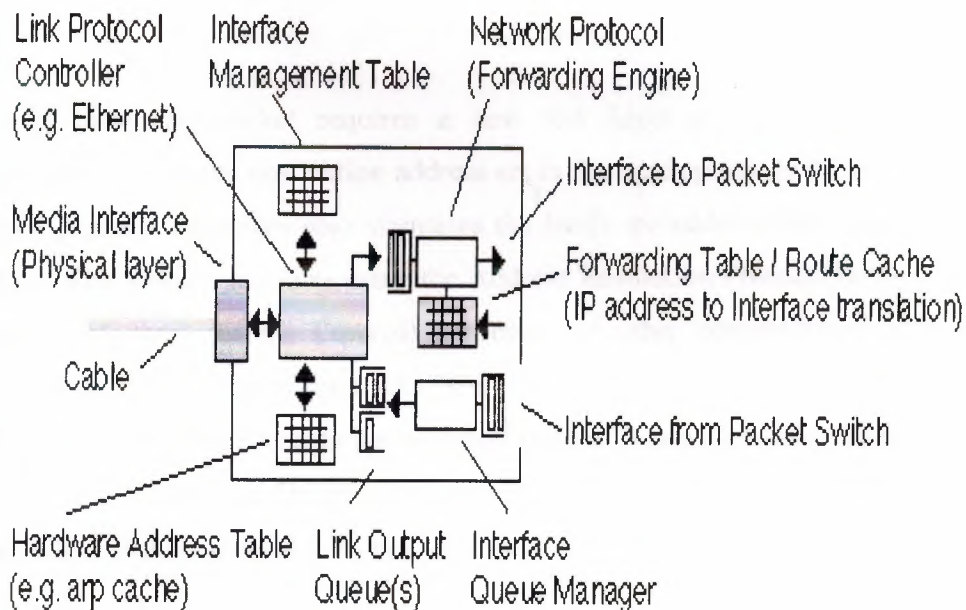 Link Protocol
Controller
(e.g. Ethernet)
Interface
Management Table
Network Protocol
(Forwarding Engine)
Media Interface
(Physical layer)
Interface to Packet Switch
Forwarding Table / Route Cache
(IP address to Interface translation)
Cable
Interface from Packet Switch
Hardware Address Table
(e.g. arp cache)
Link Output
Queue(s)
Interface
Queue Manager